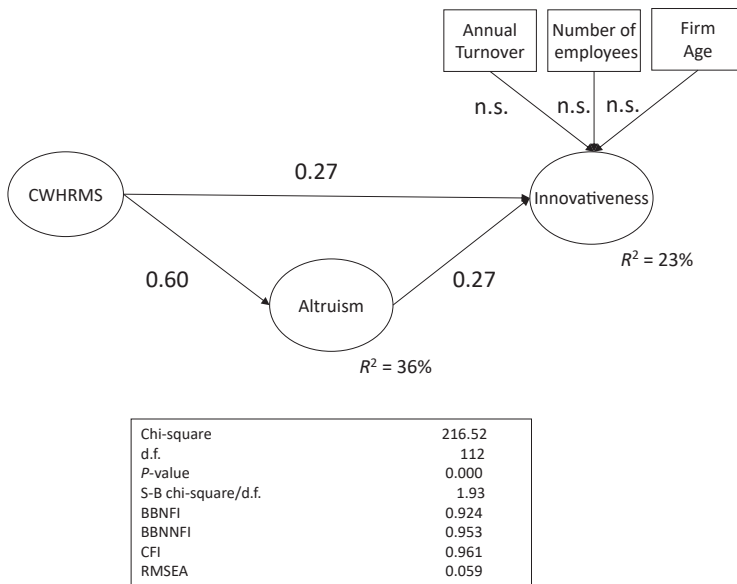 Annual
Turnover
Number of
employees
Firm
Age
n.s.
n.s.
n.s.
0.27
CWHRMS
Innovativeness
R² = 23%
0.60
0.27
Altruism
R² = 36%
Chi-square 216.52
d.f. 112
P-value 0.000
S-B chi-square/d.f. 1.93
BBNFI 0.924
BBNNFI 0.953
CFI 0.961
RMSEA 0.059